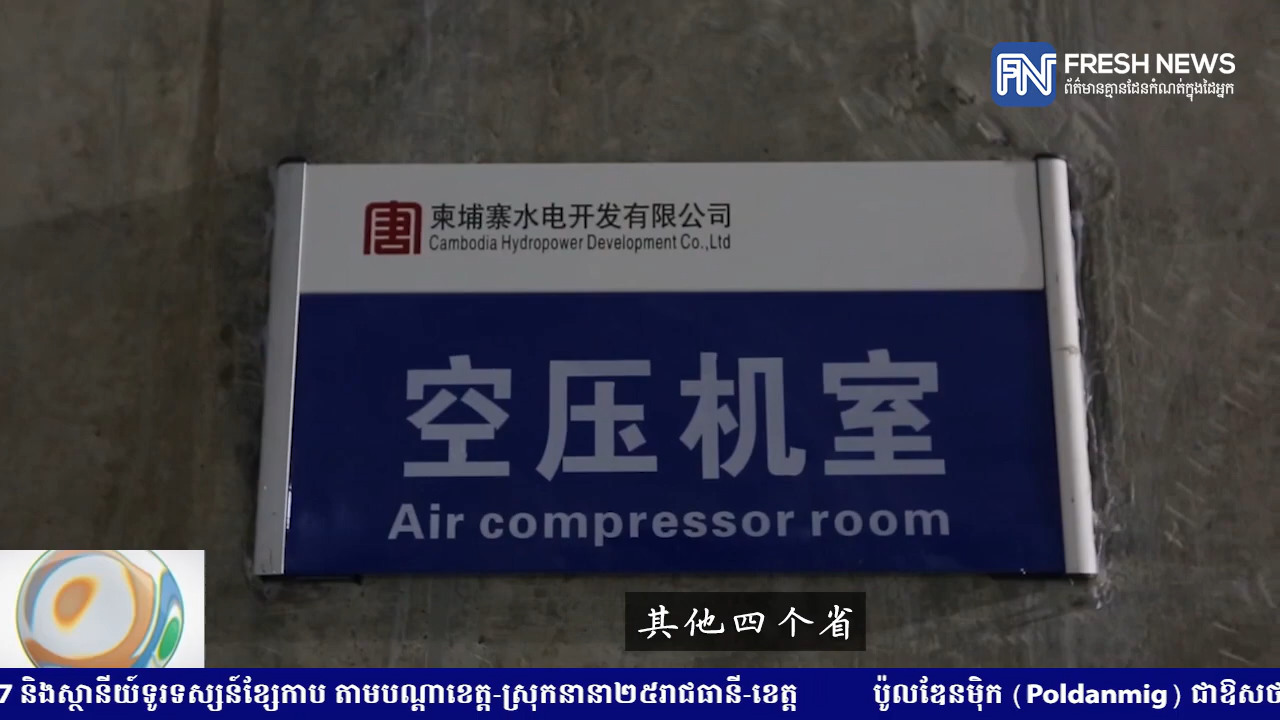 FRESH NEWS
ព័ត៌មានគ្មានដែនកំណត់ក្នុងដៃអ្នក
柬埔寨水电开发有限公司
Cambodia Hydropower Development Co.,Ltd
空压机室
Air compressor room
其他四个省
7 និងស្ថានីយ៍ទូរទស្សន៍ខ្សែកាប តាមបណ្តាខេត្ត-ស្រុកនានា២៥រាជធានី-ខេត្ត ប៉ូលឌែនម៉ិក (Poldanmig) ជាឱសថ